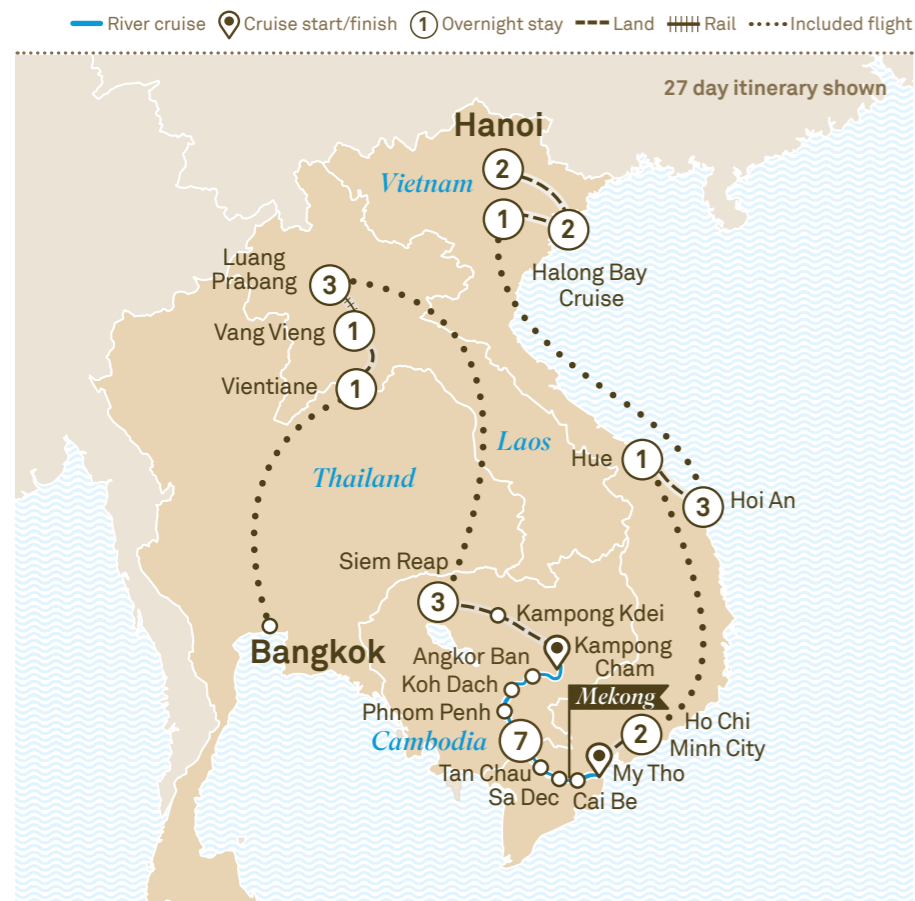 River cruise Cruise start/finish 1 Overnight stay Land Rail Included flight
27 day itinerary shown
Hanoi
2
Vietnam
1
2
Halong Bay
Cruise
Luang
Prabang
3
Vang Vieng
1
Vientiane
1
Laos
Thailand
Hue
1
3
Hoi An
Siem Reap
3
Kampong Kdei
Bangkok
Angkor Ban
Kampong
Cham
Koh Dach
Mekong
Phnom Penh
Cambodia
7
2
Ho Chi
Minh City
Tan Chau
My Tho
Sa Dec
Cai Be